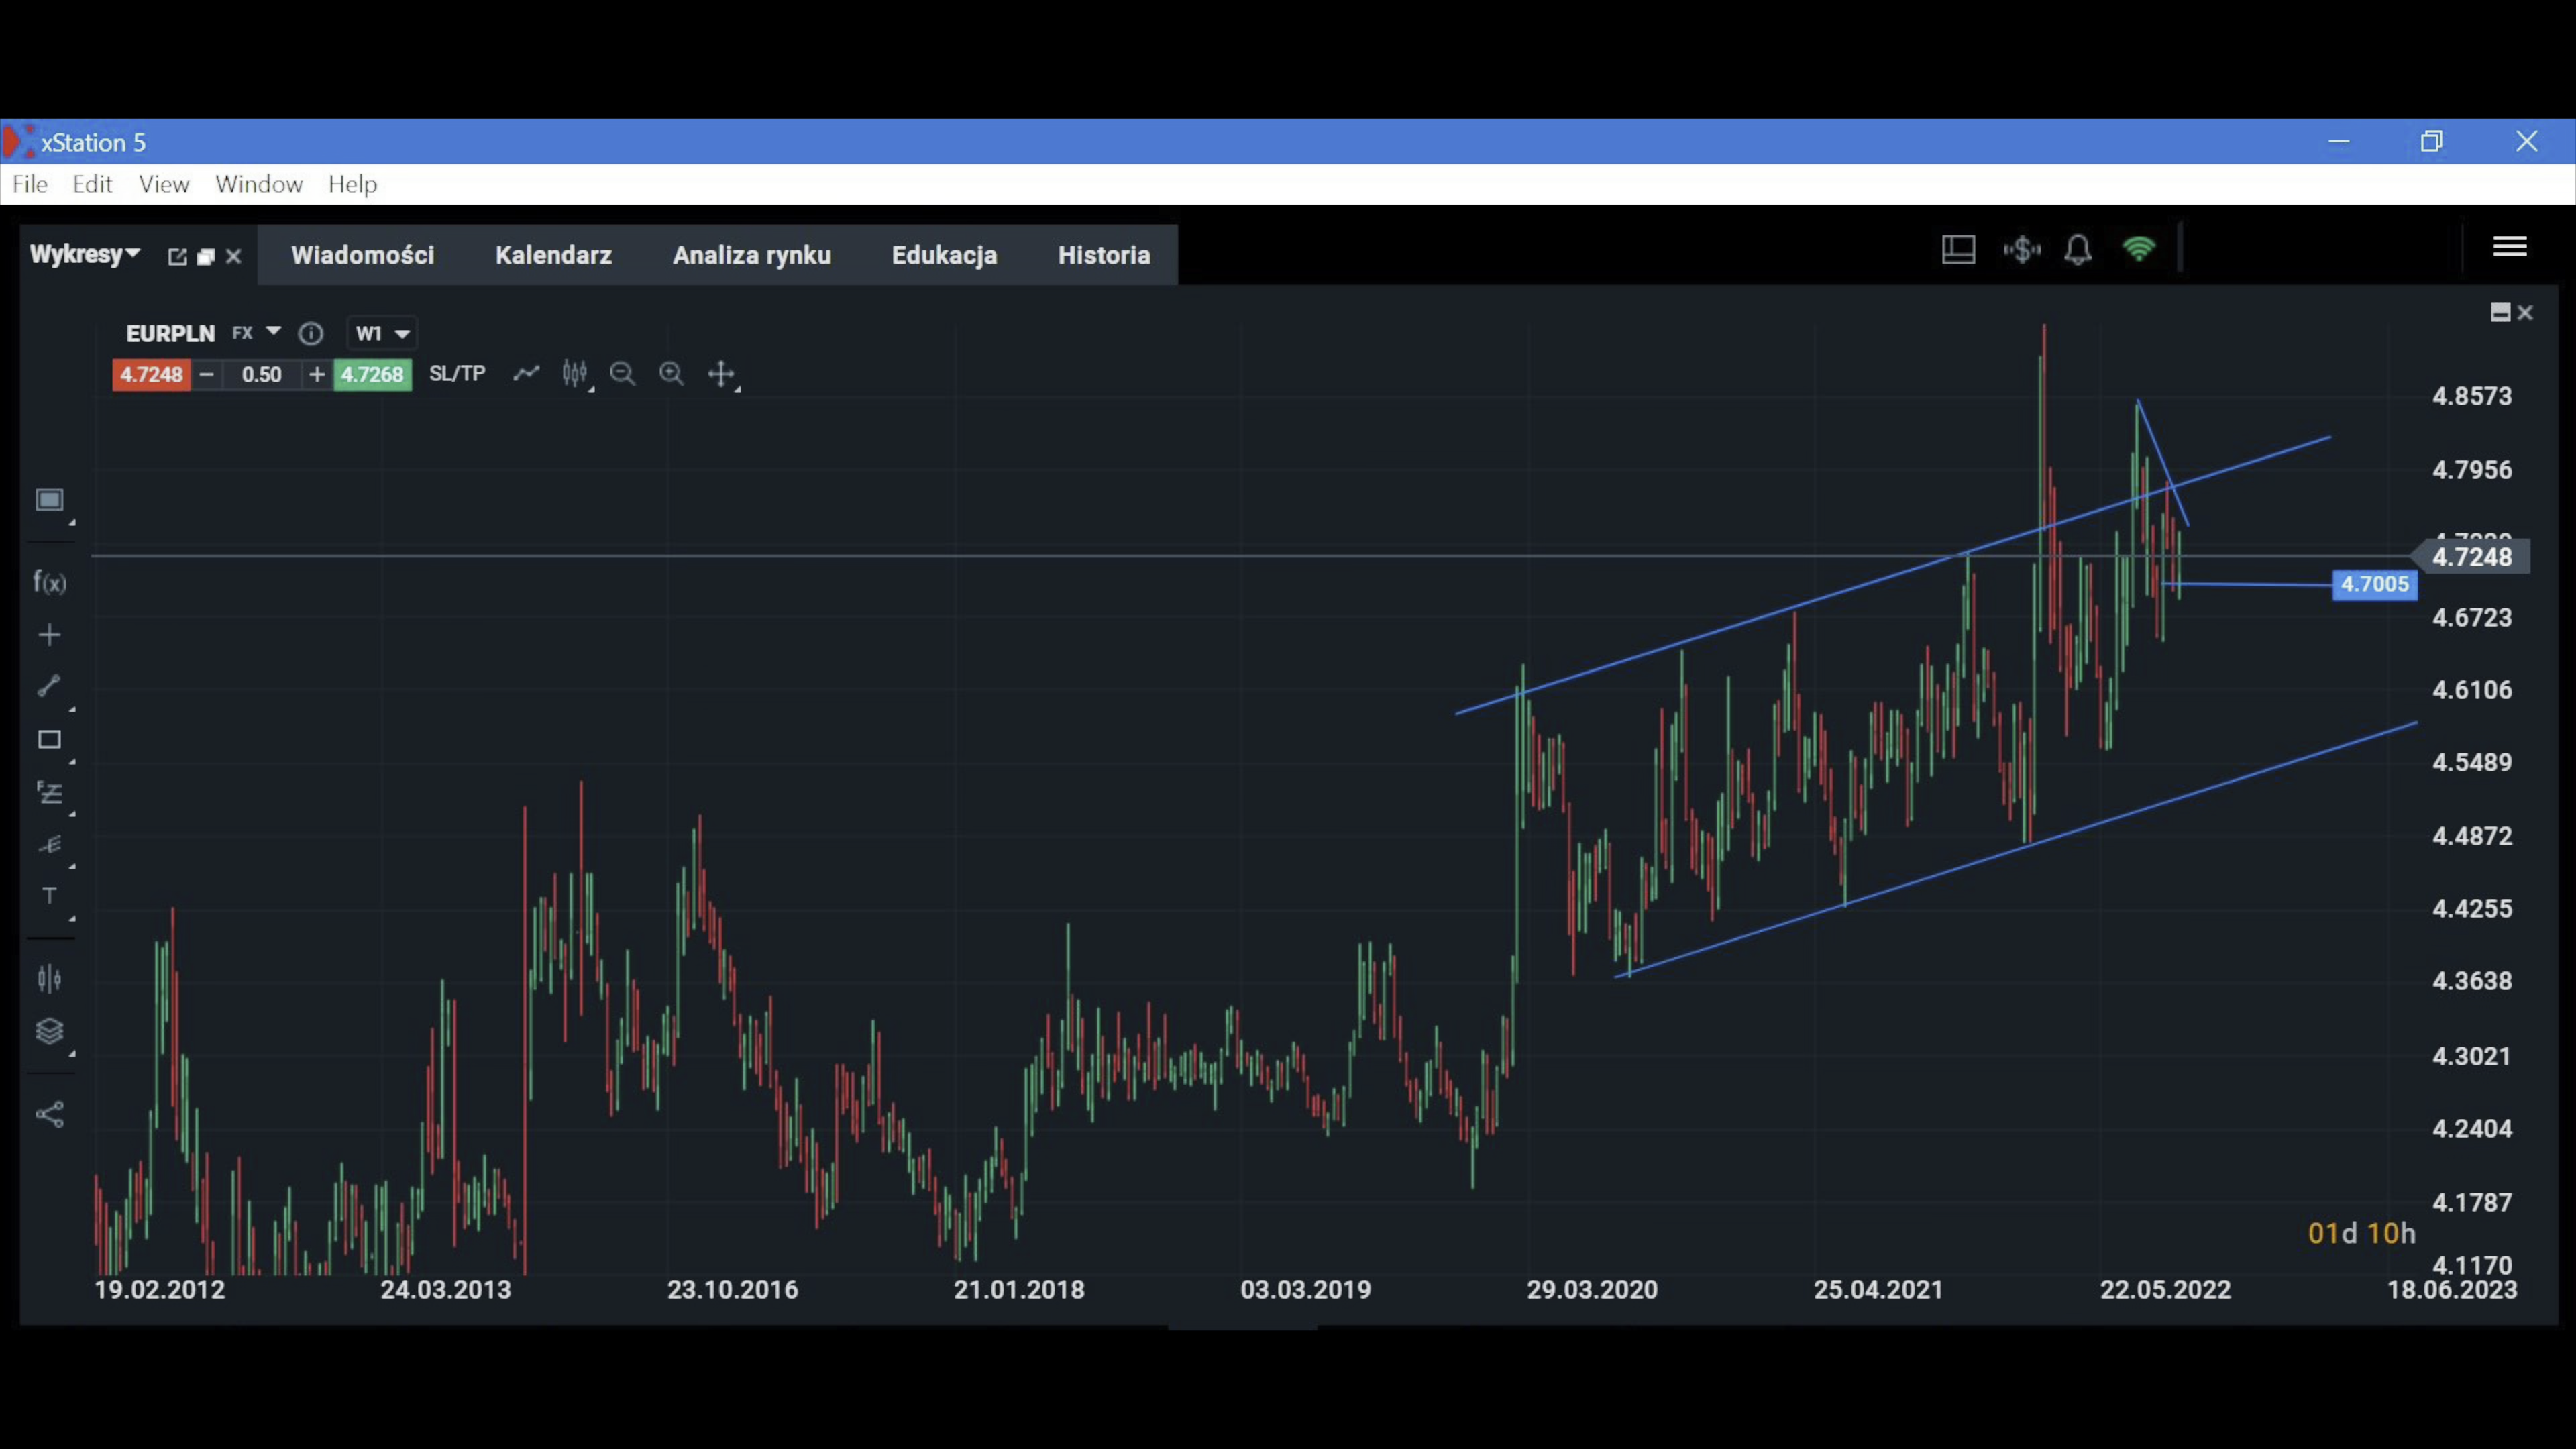 xStation 5
File Edit View Window Help
Wykresy Wiadomości Kalendarz Analiza rynku Edukacja Historia
EURPLN FX W1
4.7248 0.50 4.7268 SL/TP
f(x)
T
4.8573
4.7956
4.7248
4.7005
4.6723
4.6106
4.5489
4.4872
4.4255
4.3638
4.3021
4.2404
4.1787
01d 10h
4.1170
19.02.2012 24.03.2013 23.10.2016 21.01.2018 03.03.2019 29.03.2020 25.04.2021 22.05.2022 18.06.2023